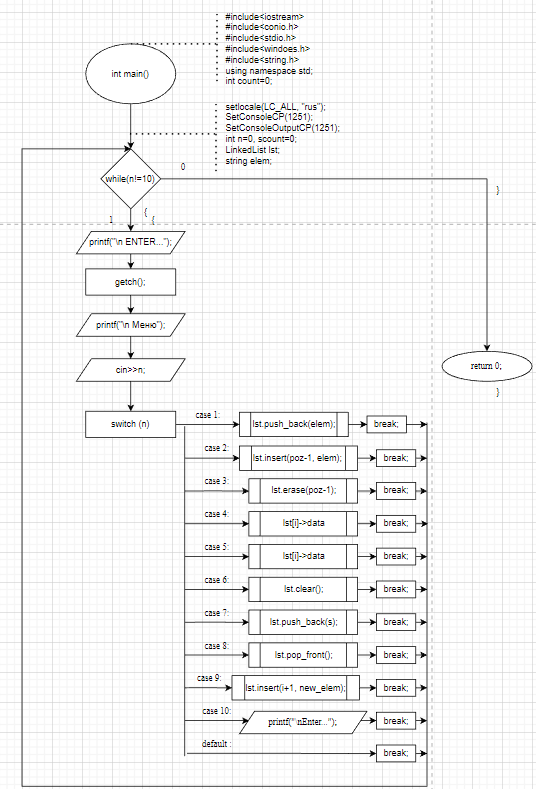 #include<iostream>
#include<conio.h>
#include<stdio.h>
#include<windoes.h>
#include<string.h>
using namespace std;
int count=0;
int main()
setlocale(LC_ALL, "rus");
SetConsoleCP(1251);
SetConsoleOutputCP(1251);
int n=0, scount=0;
LinkedList lst;
string elem;
while(n!=10)
0
}
{
1
{
printf("\n ENTER...");
getch();
printf("\n Меню");
cin>>n;
return 0;
}
switch (n)
case 1:
lst.push_back(elem);
break;
case 2:
lst.insert(poz-1, elem);
break;
case 3:
lst.erase(poz-1);
break;
case 4:
lst[i]->data
break;
case 5:
lst[i]->data
break;
case 6:
lst.clear();
break;
case 7:
lst.push_back(s);
break;
case 8:
lst.pop_front();
break;
case 9:
lst.insert(i+1, new_elem);
break;
case 10:
printf("\nEnter...");
break;
default :
break;